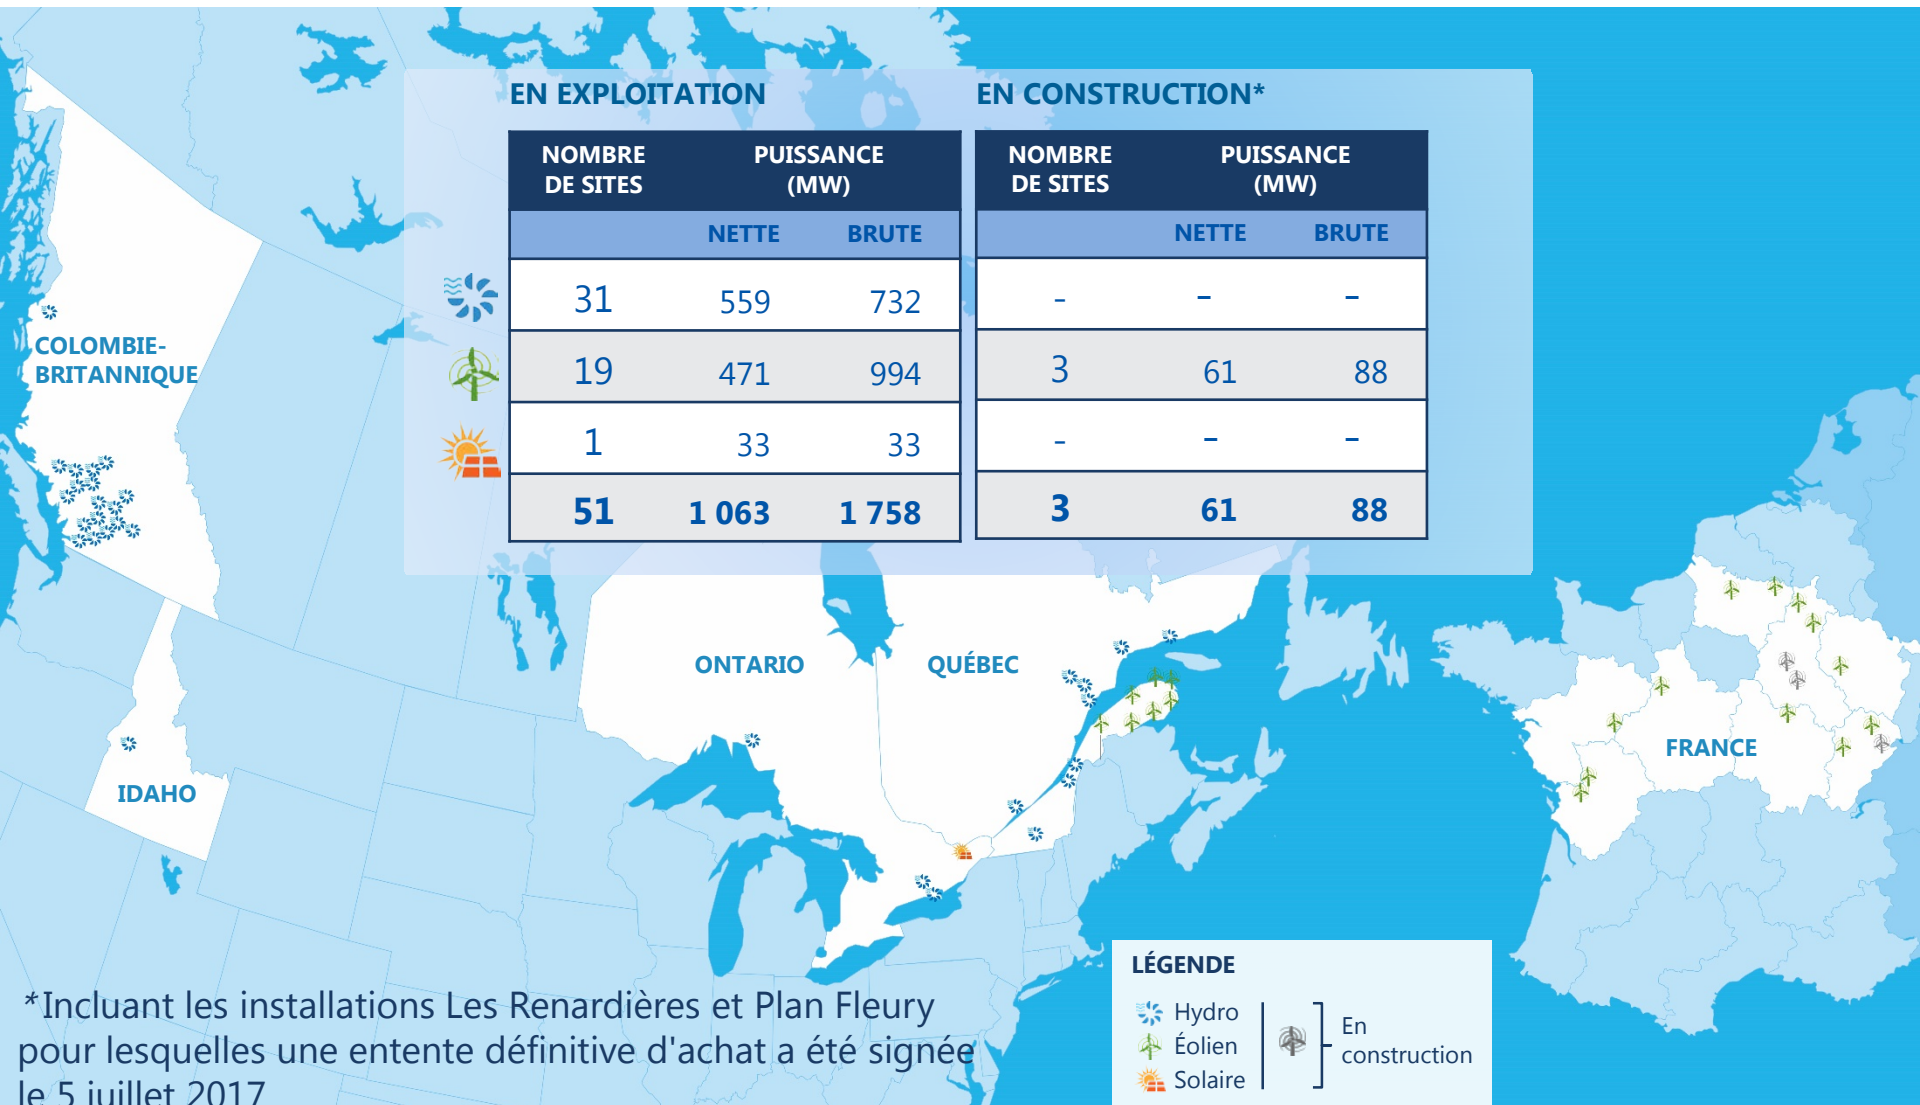 EN EXPLOITATION
NOMBRE DE SITES PUISSANCE (MW)
NETTE BRUTE
31 559 732
19 471 994
1 33 33
51 1 063 1 758
EN CONSTRUCTION*
NOMBRE DE SITES PUISSANCE (MW)
NETTE BRUTE
- - -
3 61 88
- - -
3 61 88
COLOMBIE-
BRITANNIQUE
IDAHO
ONTARIO
QUÉBEC
FRANCE
*Incluant les installations Les Renardières et Plan Fleury
pour lesquelles une entente définitive d'achat a été signée
le 5 juillet 2017
LÉGENDE
Hydro
Éolien
Solaire
En
construction